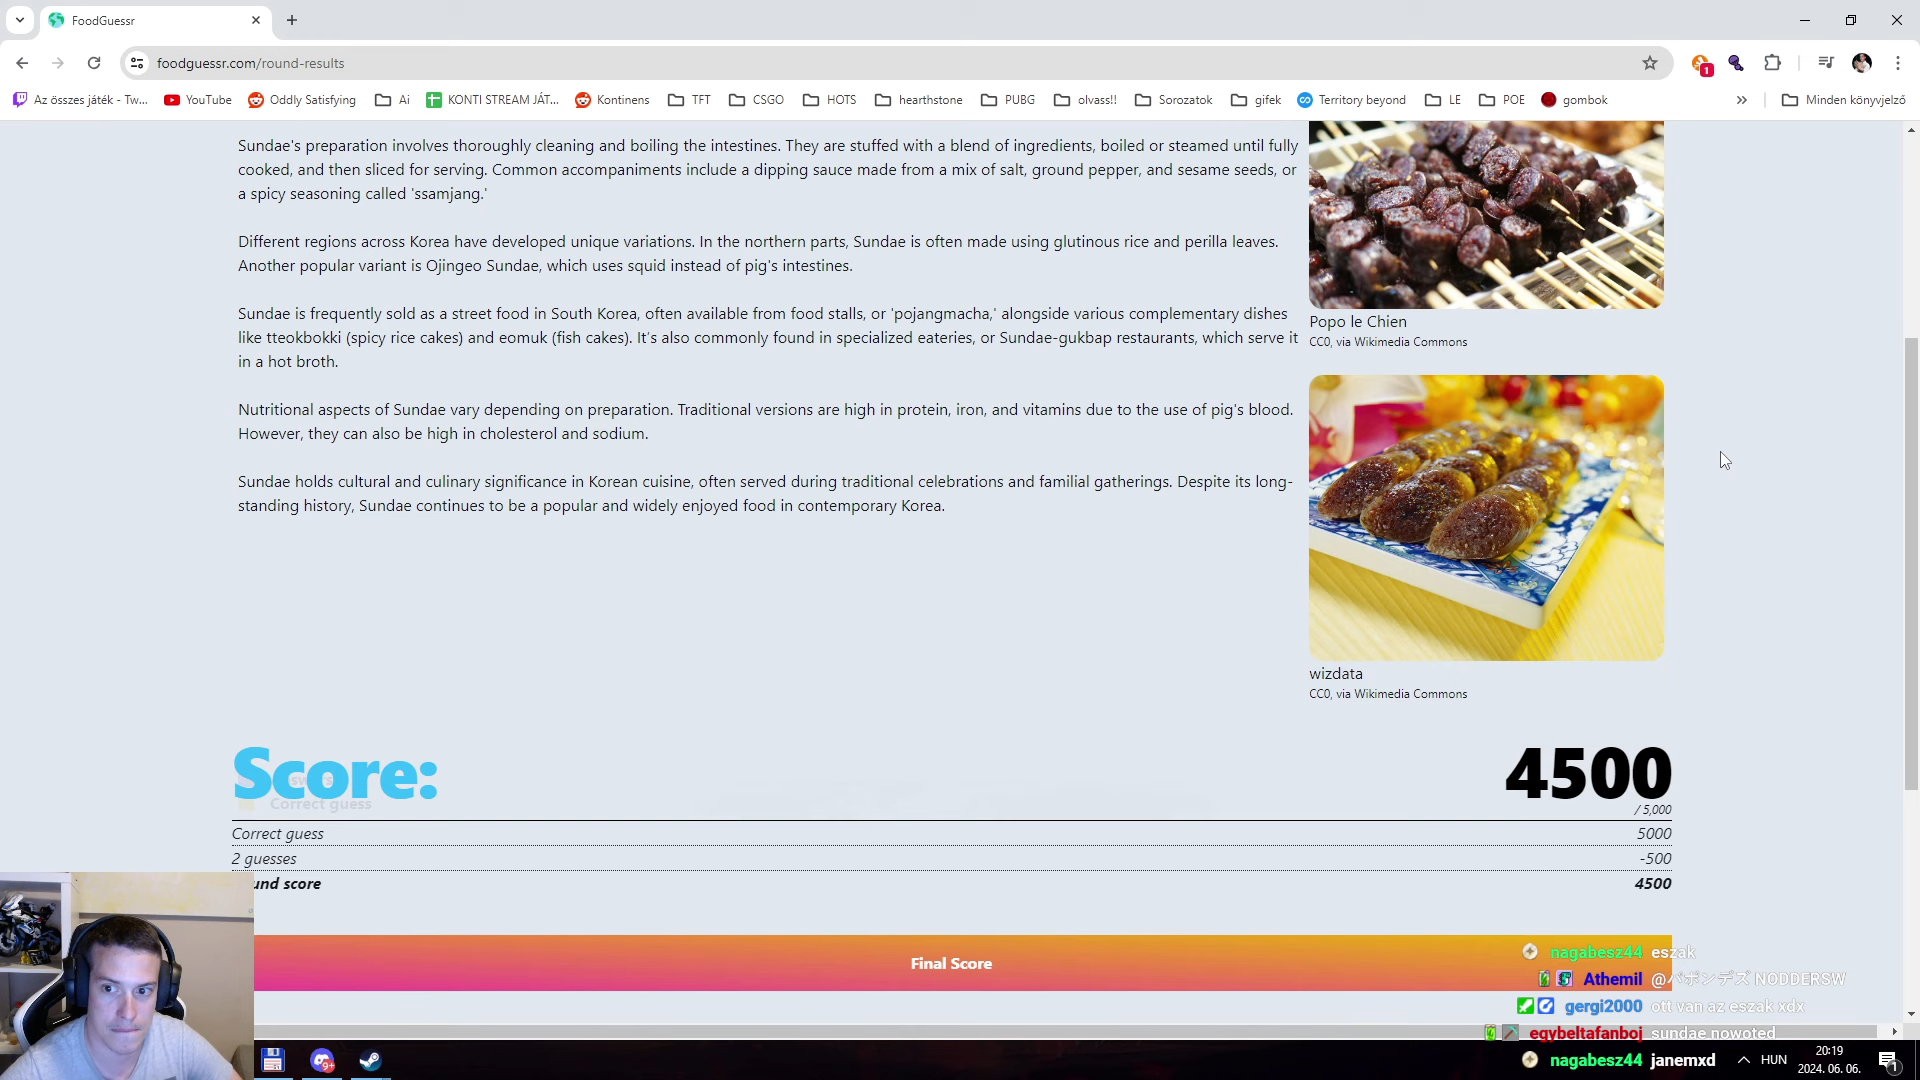 FoodGuessr
foodguessr.com/round-results
1
Az összes játék - Tw...
YouTube
Oddly Satisfying
Ai
KONTI STREAM JÁT...
Kontinens
TFT
CSGO
HOTS
hearthstone
PUBG
olvass!!
Sorozatok
gifek
Territory beyond
LE
POE
gombok
Minden könyvjelző
Sundae's preparation involves thoroughly cleaning and boiling the intestines. They are stuffed with a blend of ingredients, boiled or steamed until fully
cooked, and then sliced for serving. Common accompaniments include a dipping sauce made from a mix of salt, ground pepper, and sesame seeds, or
a spicy seasoning called 'ssamjang.'
Different regions across Korea have developed unique variations. In the northern parts, Sundae is often made using glutinous rice and perilla leaves.
Another popular variant is Ojingeo Sundae, which uses squid instead of pig's intestines.
Sundae is frequently sold as a street food in South Korea, often available from food stalls, or 'pojangmacha,' alongside various complementary dishes
like tteokbokki (spicy rice cakes) and eomuk (fish cakes). It's also commonly found in specialized eateries, or Sundae-gukbap restaurants, which serve it
in a hot broth.
Nutritional aspects of Sundae vary depending on preparation. Traditional versions are high in protein, iron, and vitamins due to the use of pig's blood.
However, they can also be high in cholesterol and sodium.
Sundae holds cultural and culinary significance in Korean cuisine, often served during traditional celebrations and familial gatherings. Despite its long-
standing history, Sundae continues to be a popular and widely enjoyed food in contemporary Korea.
Popo le Chien
CC0, via Wikimedia Commons
wizdata
CC0, via Wikimedia Commons
Score:
4500
/ 5,000
Correct guess
Correct guess 5000
2 guesses -500
und score 4500
Final Score
nagabesz44 eszak
Athemil @パポンデズ NODDERSW
gergi2000 ott van az eszak xdx
egybeltafanboj sundae nowoted
nagabesz44 janemxd
9+
HUN
20:19
2024. 06. 06.
1